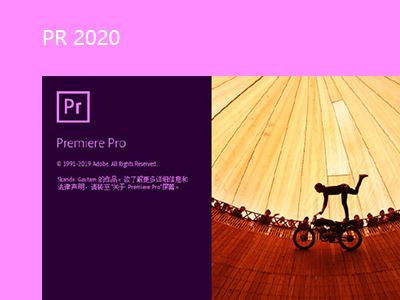 PR 2020
Pr
Premiere Pro
© 1991-2019 Adobe. All Rights Reserved.
Skanda Gautam 的作品。欲了解更多详细信息和
法律声明，请转至“关于 Premiere Pro”屏幕。